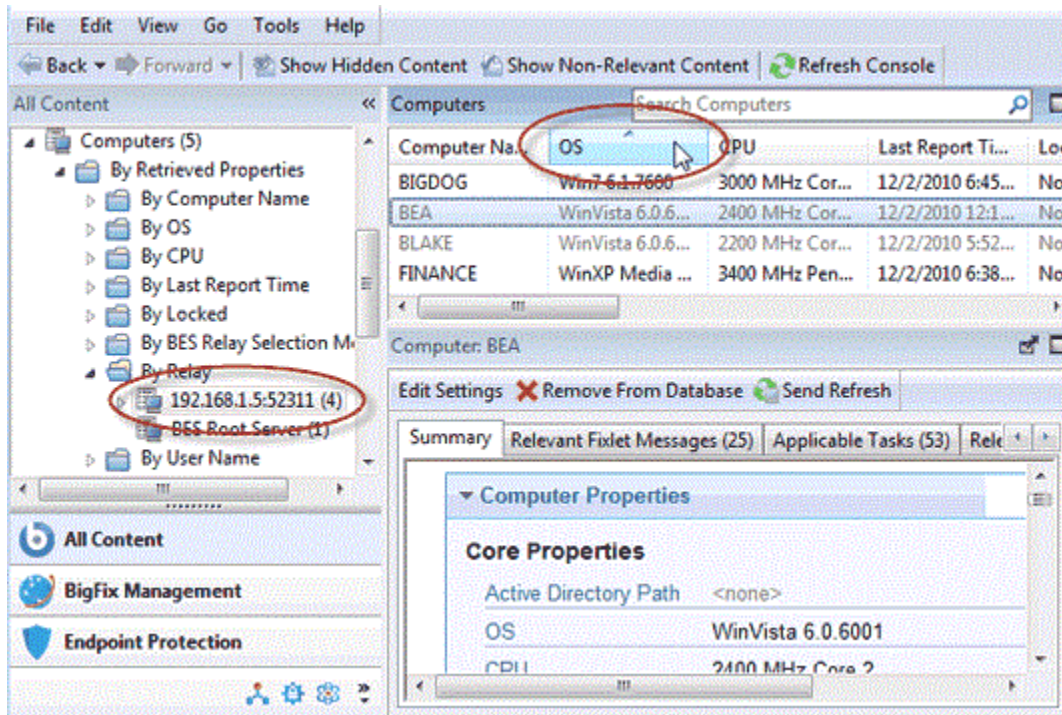 File Edit View Go Tools Help
Back Forward Show Hidden Content Show Non-Relevant Content Refresh Console
All Content «
Computers (5)
By Retrieved Properties
By Computer Name
By OS
By CPU
By Last Report Time
By Locked
By BES Relay Selection M
By Relay
192.168.1.5:52311 (4)
BES Root Server (1)
By User Name
All Content
BigFix Management
Endpoint Protection
»
Computers Search Computers
Computer Na... OS CPU Last Report Ti... Lo
BIGDOG Win7 6.1.7600 3000 MHz Cor... 12/2/2010 6:45... No
BEA WinVista 6.0.6... 2400 MHz Cor... 12/2/2010 12:1... No
BLAKE WinVista 6.0.6... 2200 MHz Cor... 12/2/2010 5:52... No
FINANCE WinXP Media ... 3400 MHz Pen... 12/2/2010 6:38... No
Computer: BEA
Edit Settings Remove From Database Send Refresh
Summary Relevant Fixlet Messages (25) Applicable Tasks (53) Rele
Computer Properties
Core Properties
Active Directory Path <none>
OS WinVista 6.0.6001
CPU 2400 MHz Core 2